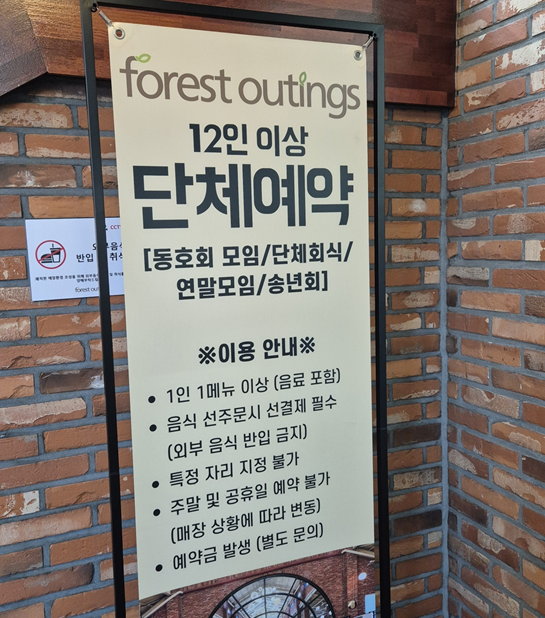 forest outings
12인 이상
단체예약
[동호회 모임/단체회식/
연말모임/송년회]
※이용 안내※
• 1인 1메뉴 이상 (음료 포함)
• 음식 선주문시 선결제 필수
(외부 음식 반입 금지)
• 특정 자리 지정 불가
• 주말 및 공휴일 예약 불가
(매장 상황에 따라 변동)
• 예약금 발생 (별도 문의)
CCT
반입
forest out